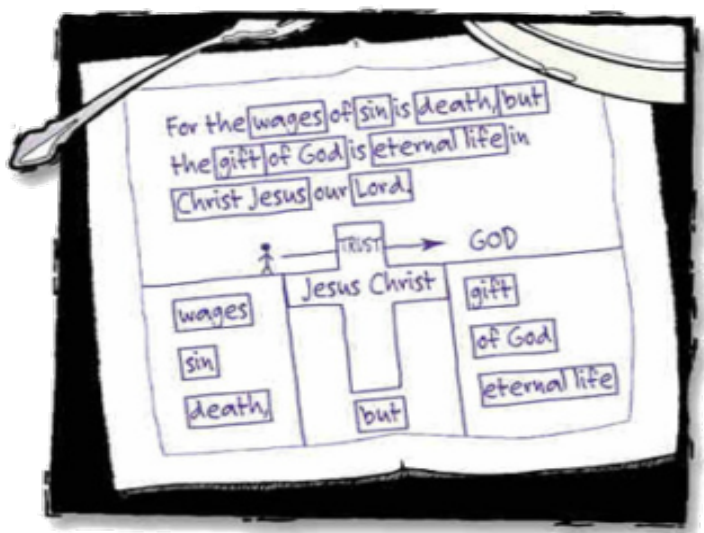 For the wages of sin is death, but
the gift of God is eternal life in
Christ Jesus our Lord.
TRUST GOD
Jesus Christ
wages
sin
death,
but
gift
of God
eternal life